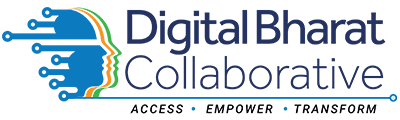 Digital Bharat
Collaborative
ACCESS • EMPOWER • TRANSFORM